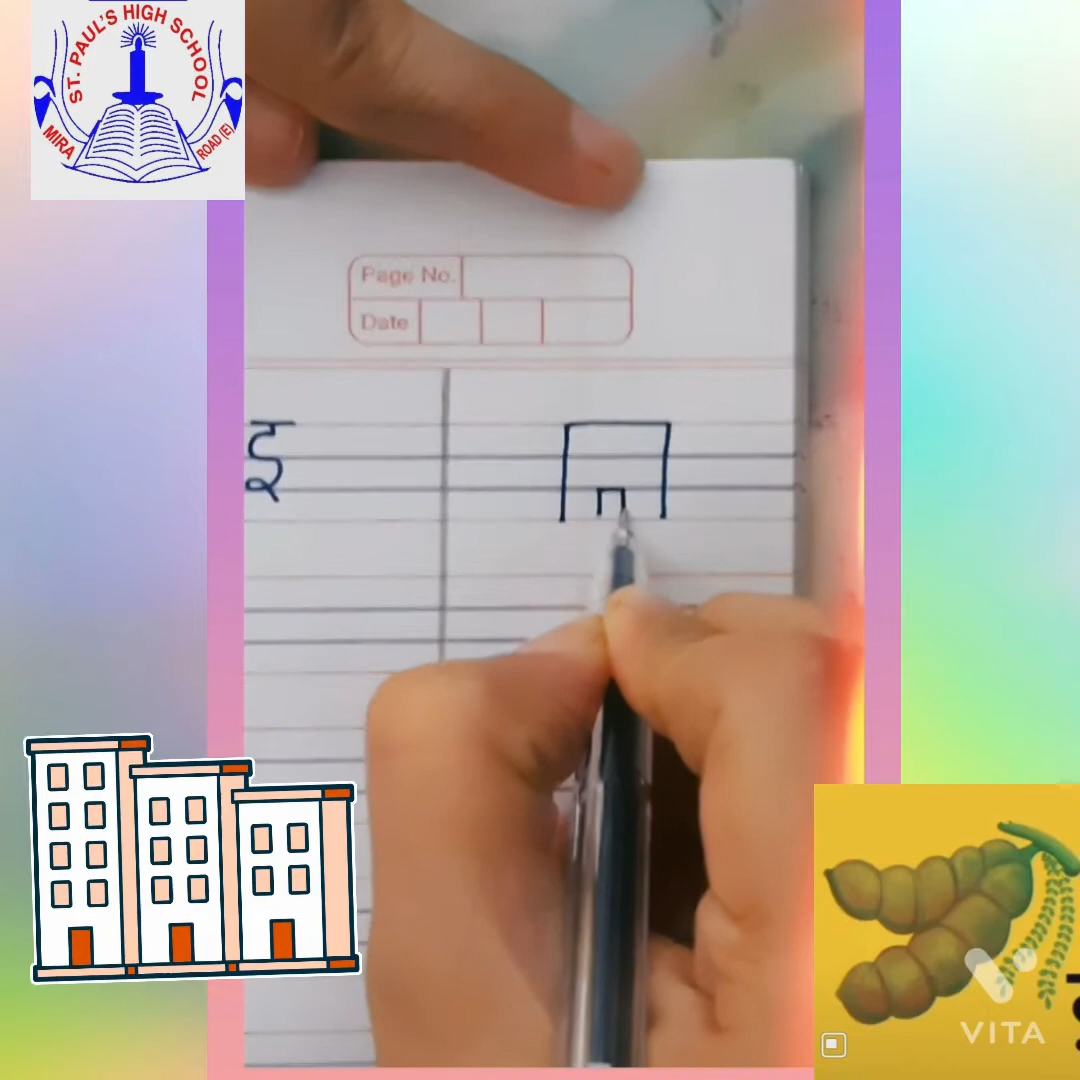 ST. PAUL'S HIGH SCHOOL
MIRA ROAD (E)
Page No.
Date
इ
VITA